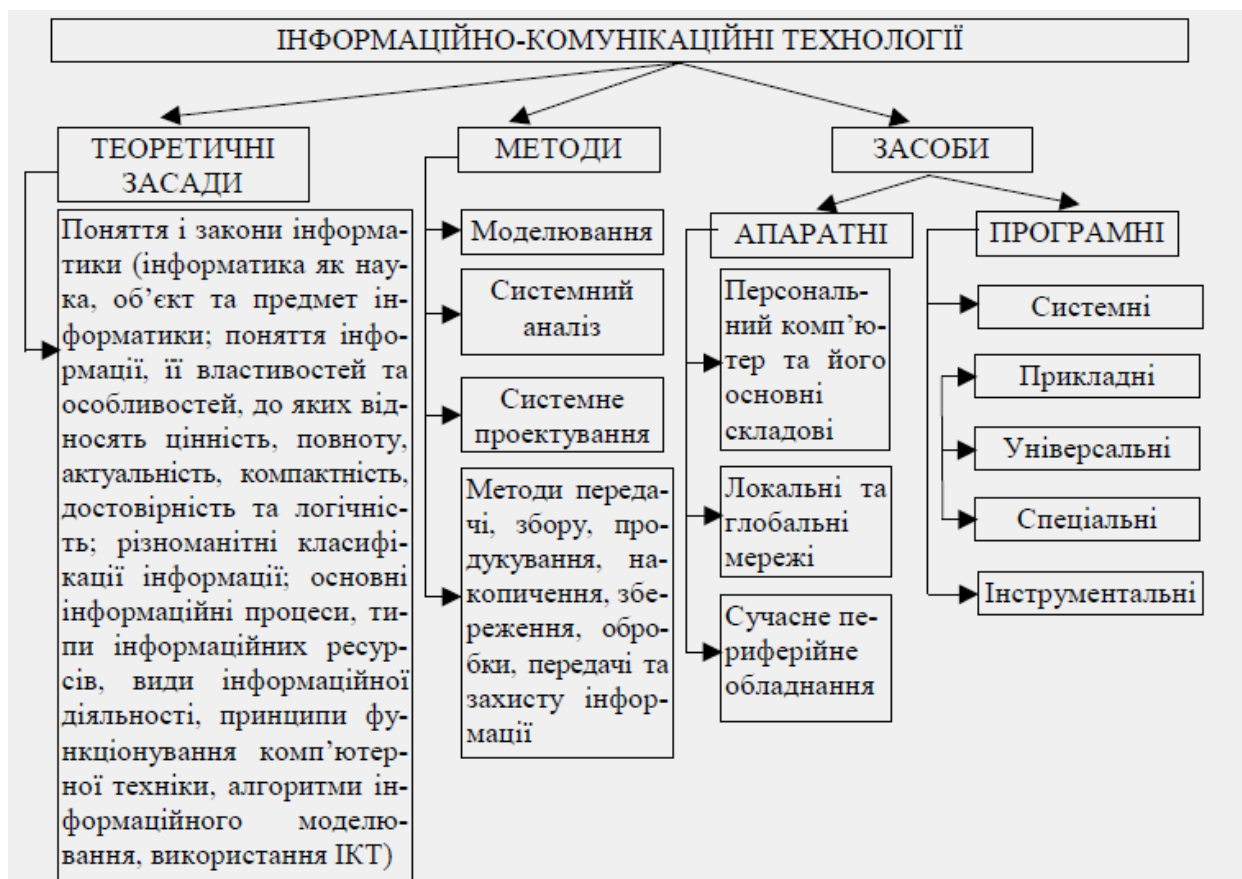 ІНФОРМАЦІЙНО-КОМУНІКАЦІЙНІ ТЕХНОЛОГІЇ
ТЕОРЕТИЧНІ
ЗАСАДИ
Поняття і закони інформа-
тики (інформатика як нау-
ка, об’єкт та предмет ін-
форматики; поняття інфо-
рмації, її властивостей та
особливостей, до яких від-
носять цінність, повноту,
актуальність, компактність,
достовірність та логічніс-
ть; різноманітні класифі-
кації інформації; основні
інформаційні процеси, ти-
пи інформаційних ресур-
сів, види інформаційної
діяльності, принципи фу-
нкціонування комп’ютер-
ної техніки, алгоритми ін-
формаційного моделю-
вання, використання ІКТ)
МЕТОДИ
Моделювання
Системний
аналіз
Системне
проектування
Методи переда-
чі, збору, про-
дукування, на-
копичення, збе-
реження, обро-
бки, передачі та
захисту інфор-
мації
ЗАСОБИ
АПАРАТНІ
Персональ-
ний комп’ю-
тер та його
основні
складові
Локальні та
глобальні
мережі
Сучасне пе-
риферійне
обладнання
ПРОГРАМНІ
Системні
Прикладні
Універсальні
Спеціальні
Інструментальні